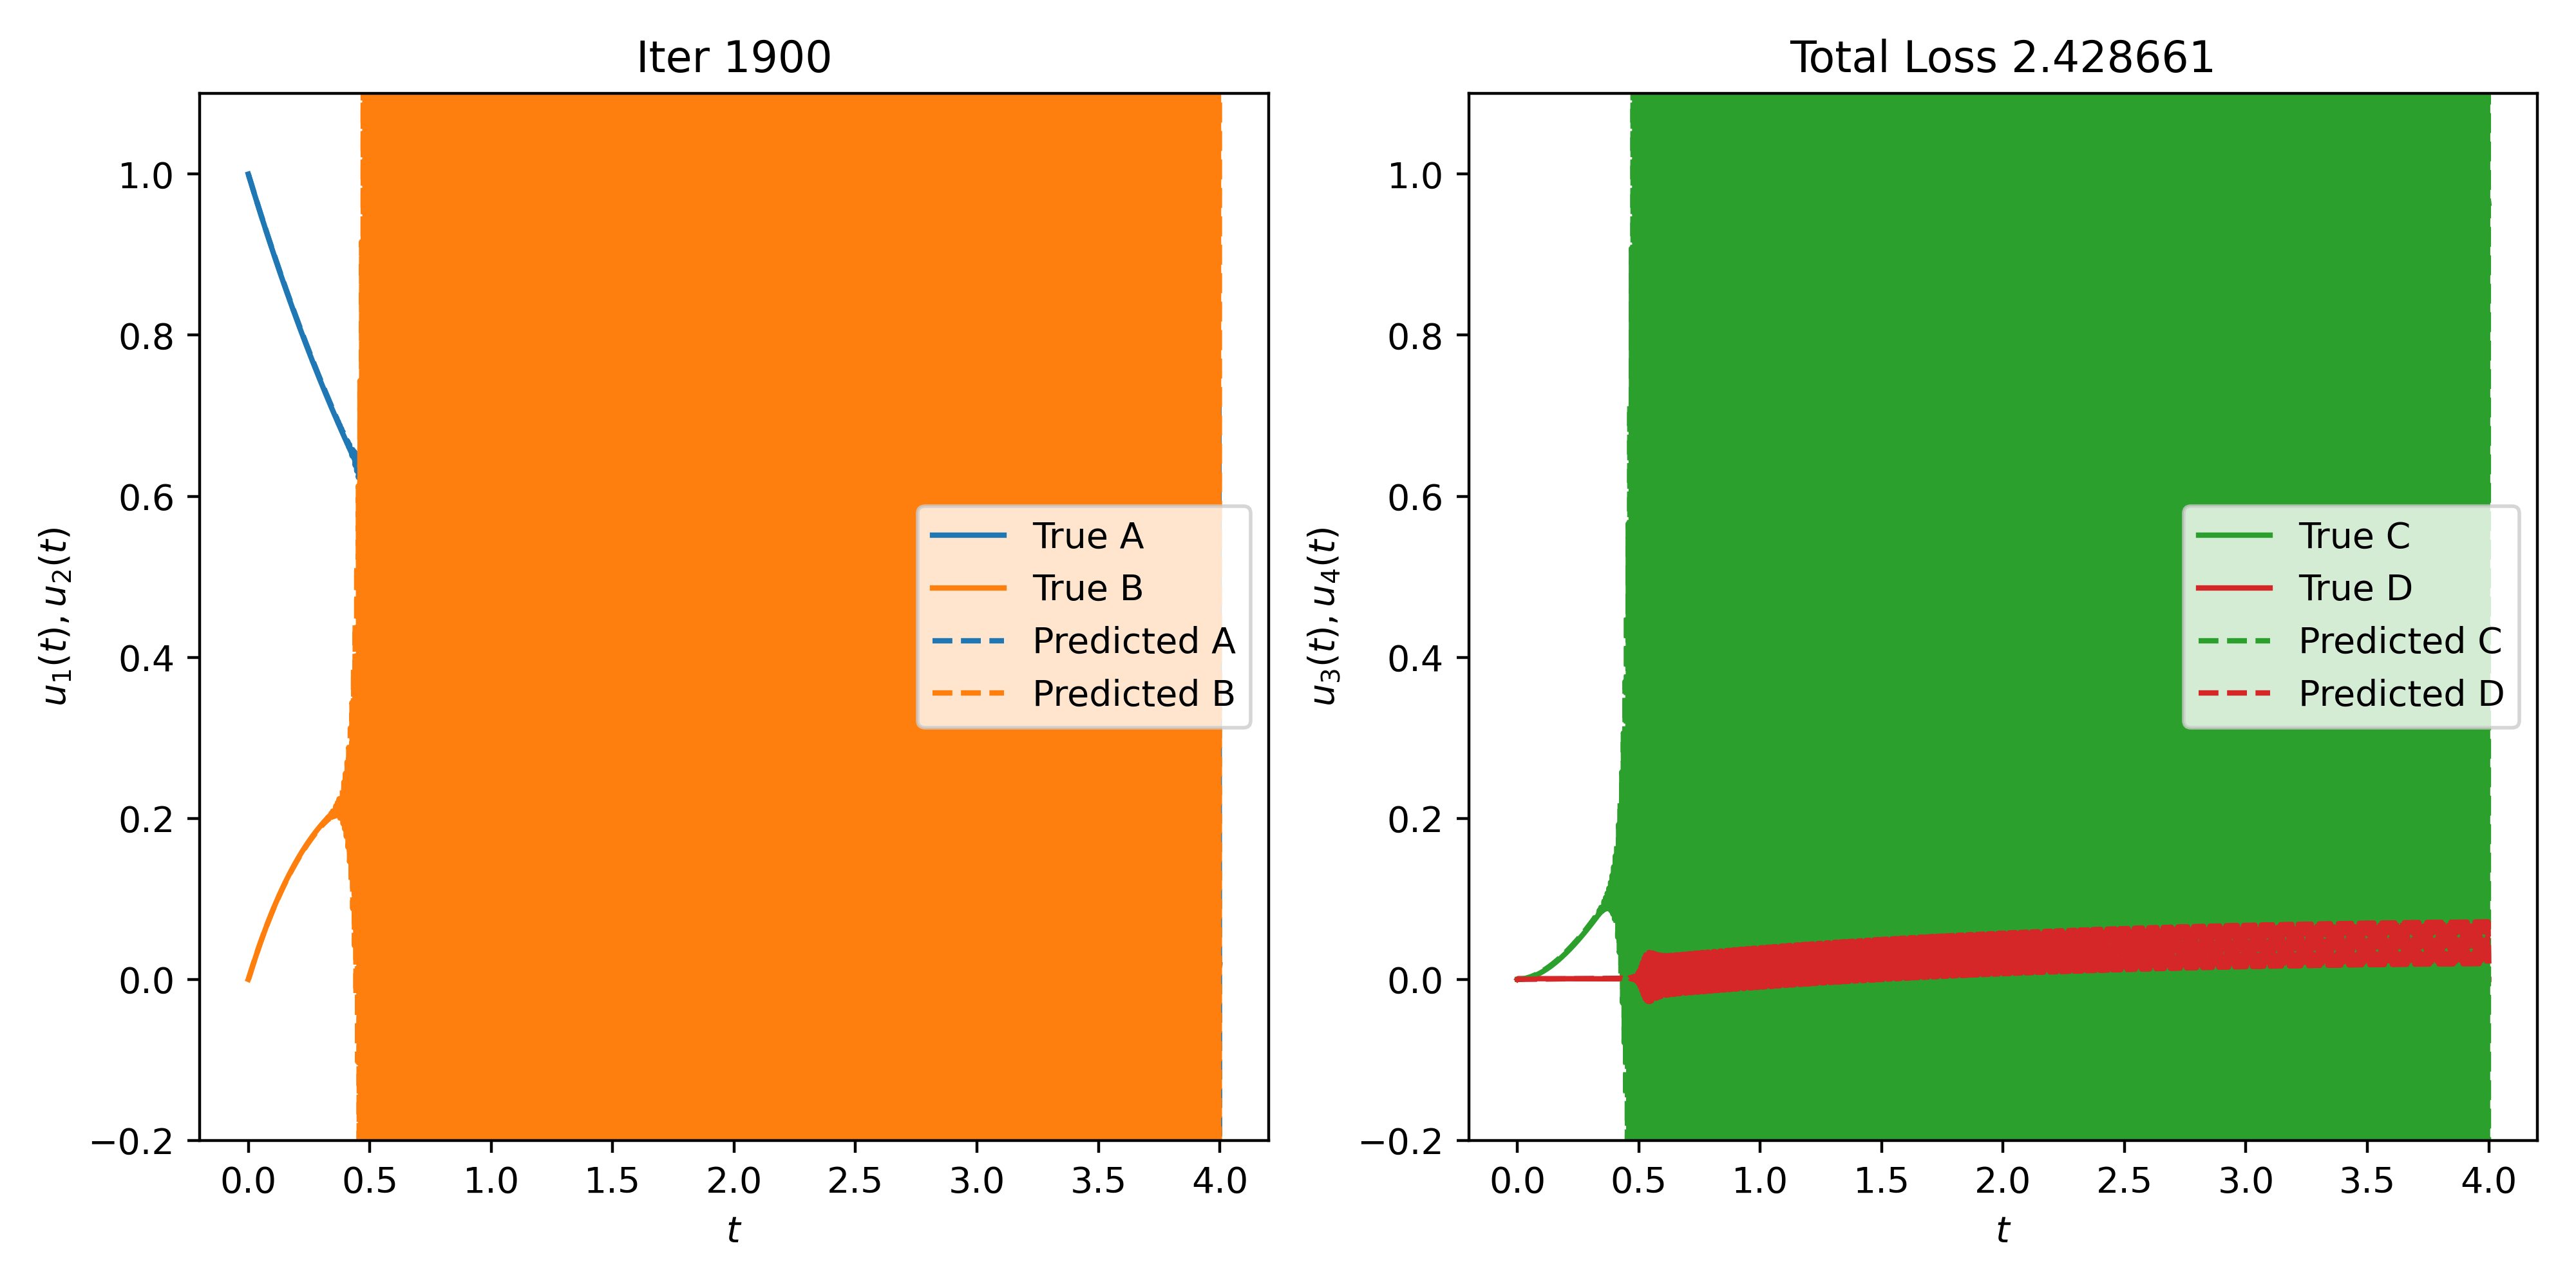 Iter 1900
1.0
0.8
0.6
0.4
0.2
0.0
−0.2
u₁(t), u₂(t)
True A
True B
Predicted A
Predicted B
0.0 0.5 1.0 1.5 2.0 2.5 3.0 3.5 4.0
t
Total Loss 2.428661
1.0
0.8
0.6
0.4
0.2
0.0
−0.2
u₃(t), u₄(t)
True C
True D
Predicted C
Predicted D
0.0 0.5 1.0 1.5 2.0 2.5 3.0 3.5 4.0
t